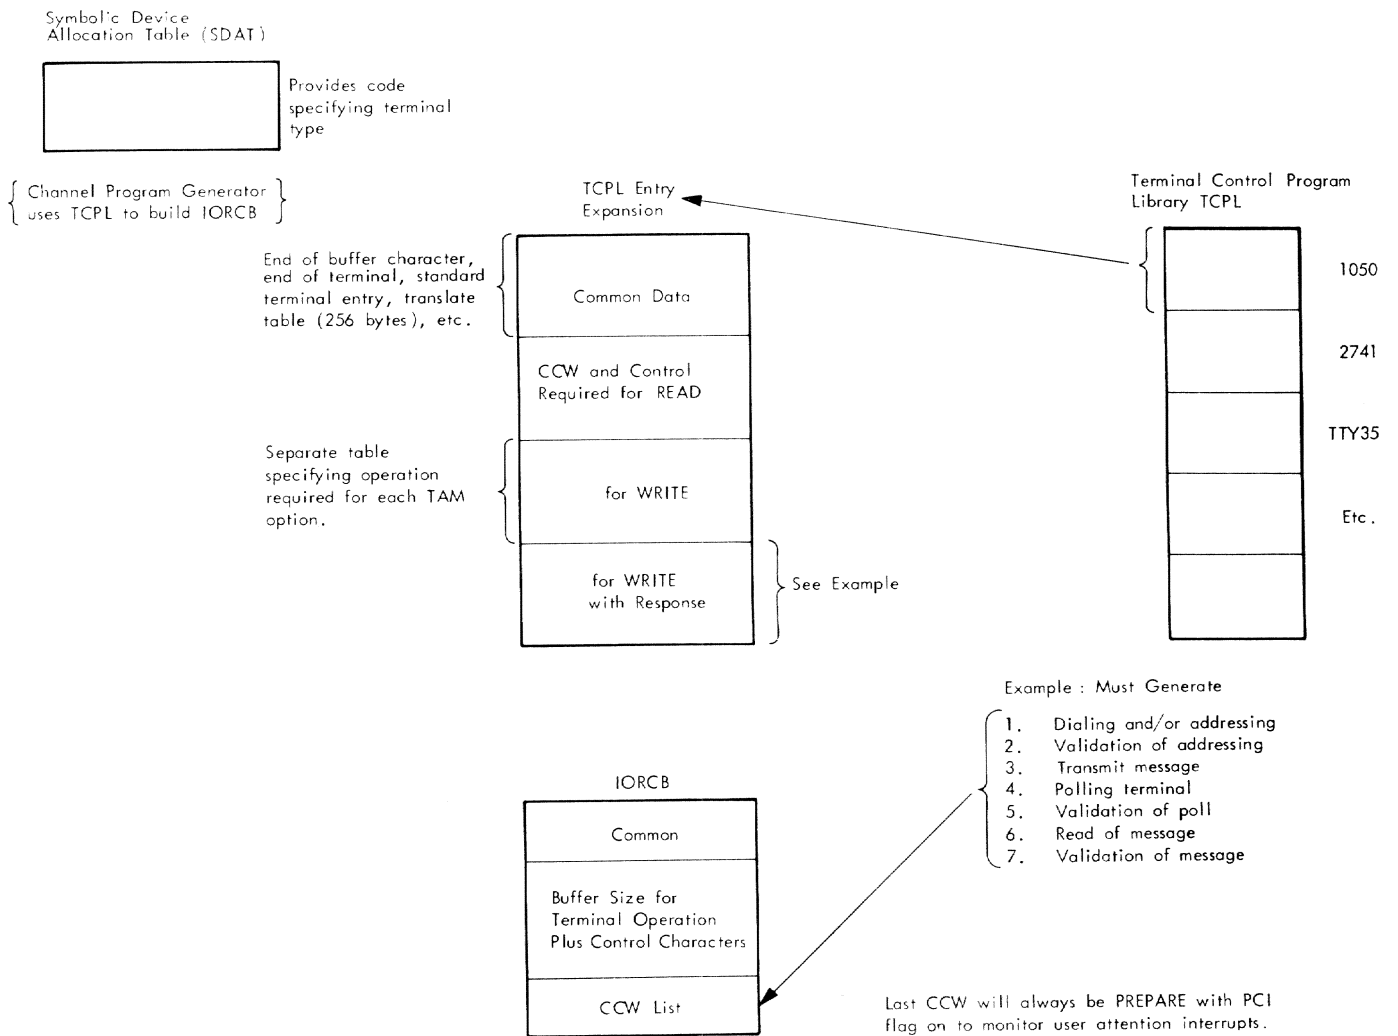 Symbolic Device
Allocation Table (SDAT)
Provides code
specifying terminal
type
Channel Program Generator
uses TCPL to build IORCB
TCPL Entry
Expansion
Terminal Control Program
Library TCPL
End of buffer character,
end of terminal, standard
terminal entry, translate
table (256 bytes), etc.
Common Data
CCW and Control
Required for READ
Separate table
specifying operation
required for each TAM
option.
for WRITE
for WRITE
with Response
See Example
1050
2741
TTY35
Etc.
Example : Must Generate
1. Dialing and/or addressing
2. Validation of addressing
3. Transmit message
4. Polling terminal
5. Validation of poll
6. Read of message
7. Validation of message
IORCB
Common
Buffer Size for
Terminal Operation
Plus Control Characters
CCW List
Last CCW will always be PREPARE with PCI
flag on to monitor user attention interrupts.